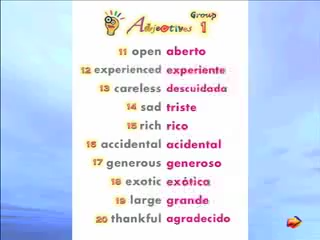 Adjectives Group 1
11 open aberto
12 experienced experiente
13 careless descuidada
14 sad triste
15 rich rico
16 accidental acidental
17 generous generoso
18 exotic exótica
19 large grande
20 thankful agradecido